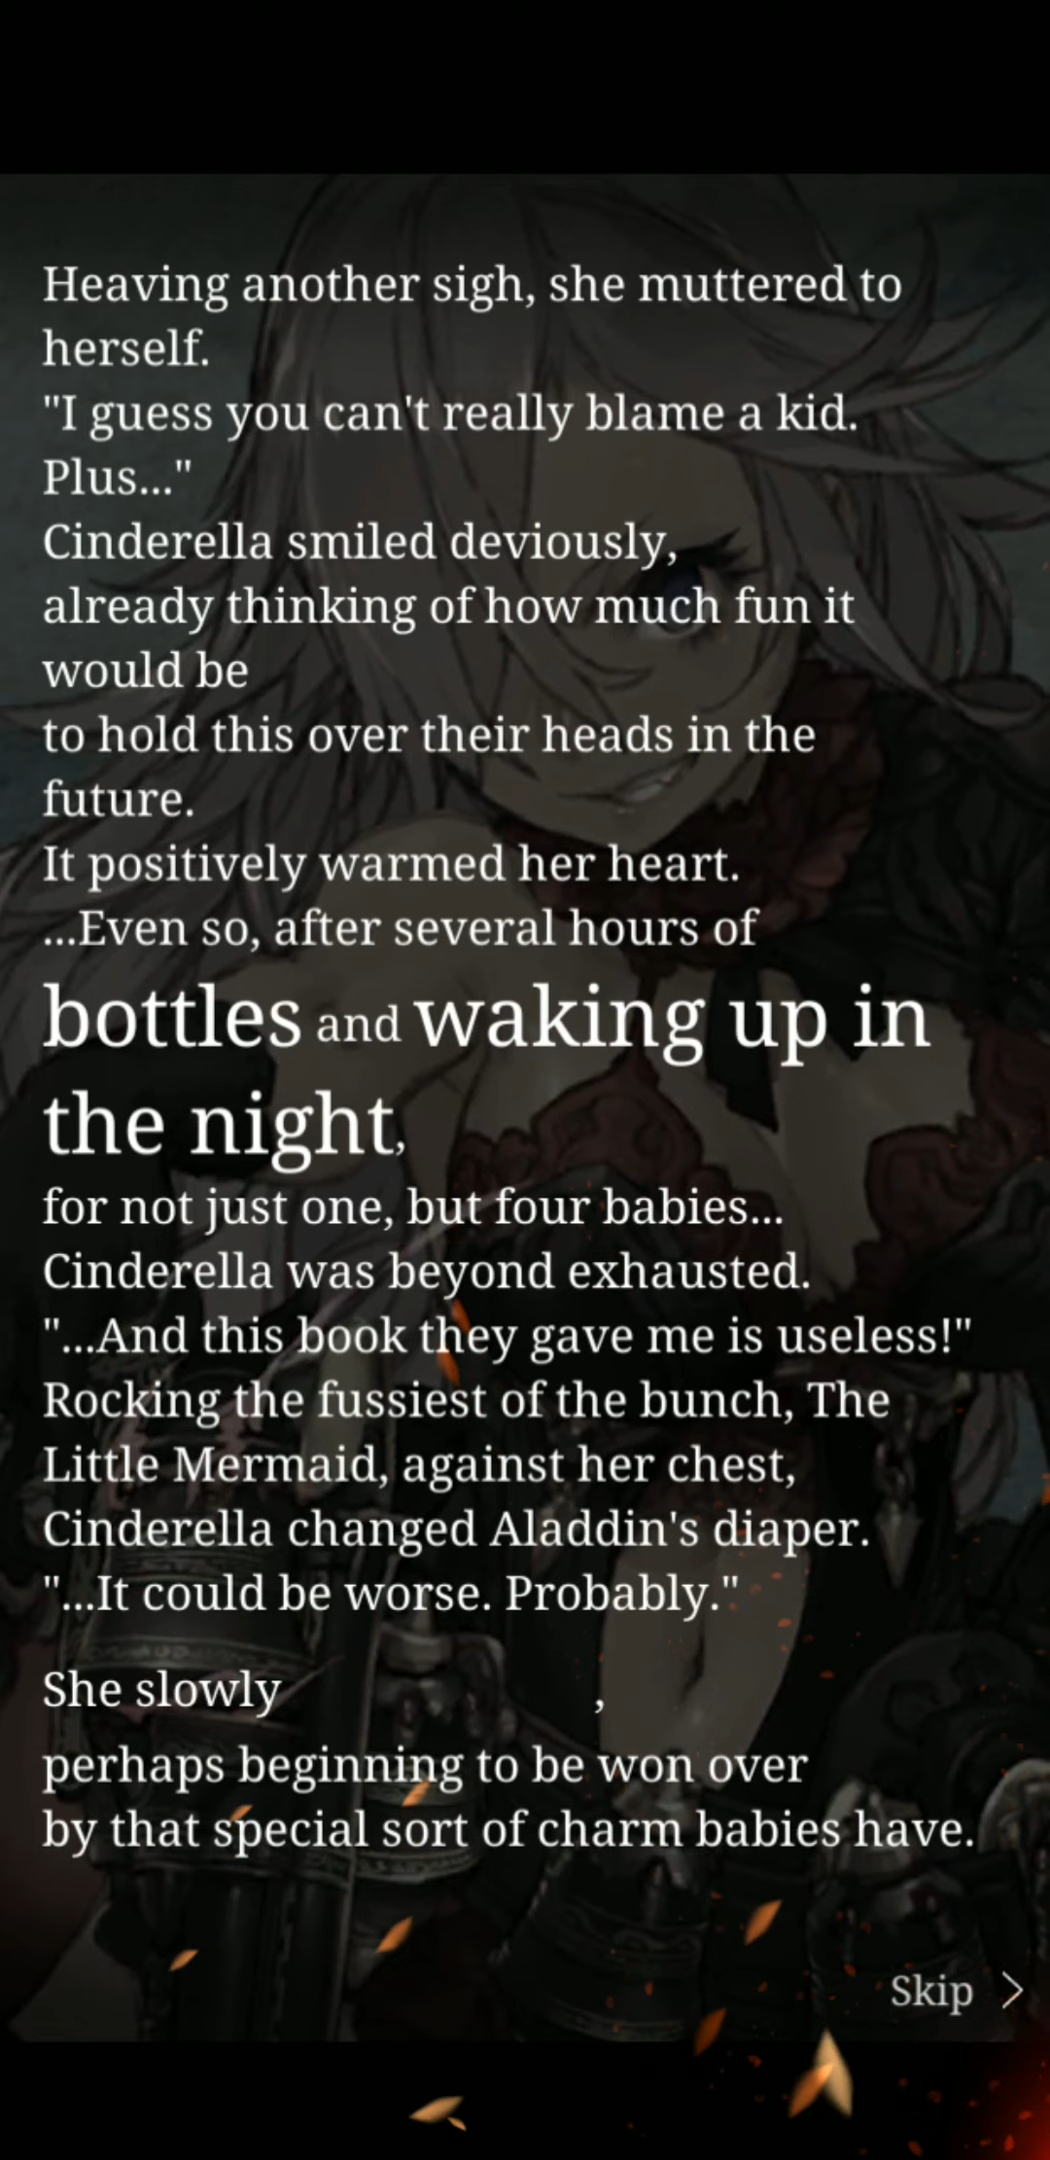 Heaving another sigh, she muttered to
herself.
"I guess you can't really blame a kid.
Plus..."
Cinderella smiled deviously,
already thinking of how much fun it
would be
to hold this over their heads in the
future.
It positively warmed her heart.
...Even so, after several hours of
bottles and waking up in
the night,
for not just one, but four babies...
Cinderella was beyond exhausted.
"...And this book they gave me is useless!"
Rocking the fussiest of the bunch, The
Little Mermaid, against her chest,
Cinderella changed Aladdin's diaper.
"...It could be worse. Probably."
She slowly ,
perhaps beginning to be won over
by that special sort of charm babies have.
Skip >